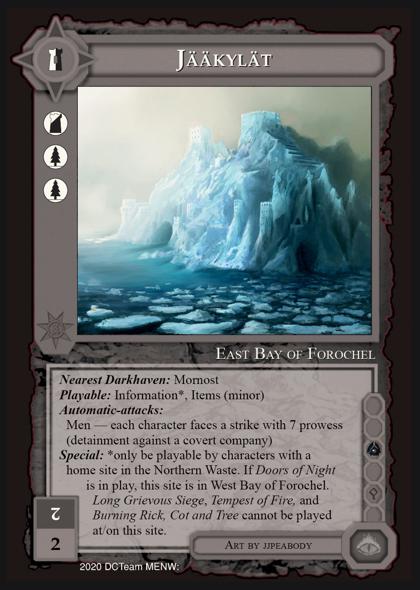 JÄÄKYLÄT
EAST BAY OF FOROCHEL
Nearest Darkhaven: Mornost
Playable: Information*, Items (minor)
Automatic-attacks:
Men — each character faces a strike with 7 prowess
(detainment against a covert company)
Special: *only be playable by characters with a
home site in the Northern Waste. If Doors of Night
is in play, this site is in West Bay of Forochel.
Long Grievous Siege, Tempest of Fire, and
Burning Rick, Cot and Tree cannot be played
at/on this site.
2
2
ART BY JJPEABODY
2020 DCTeam MENW: